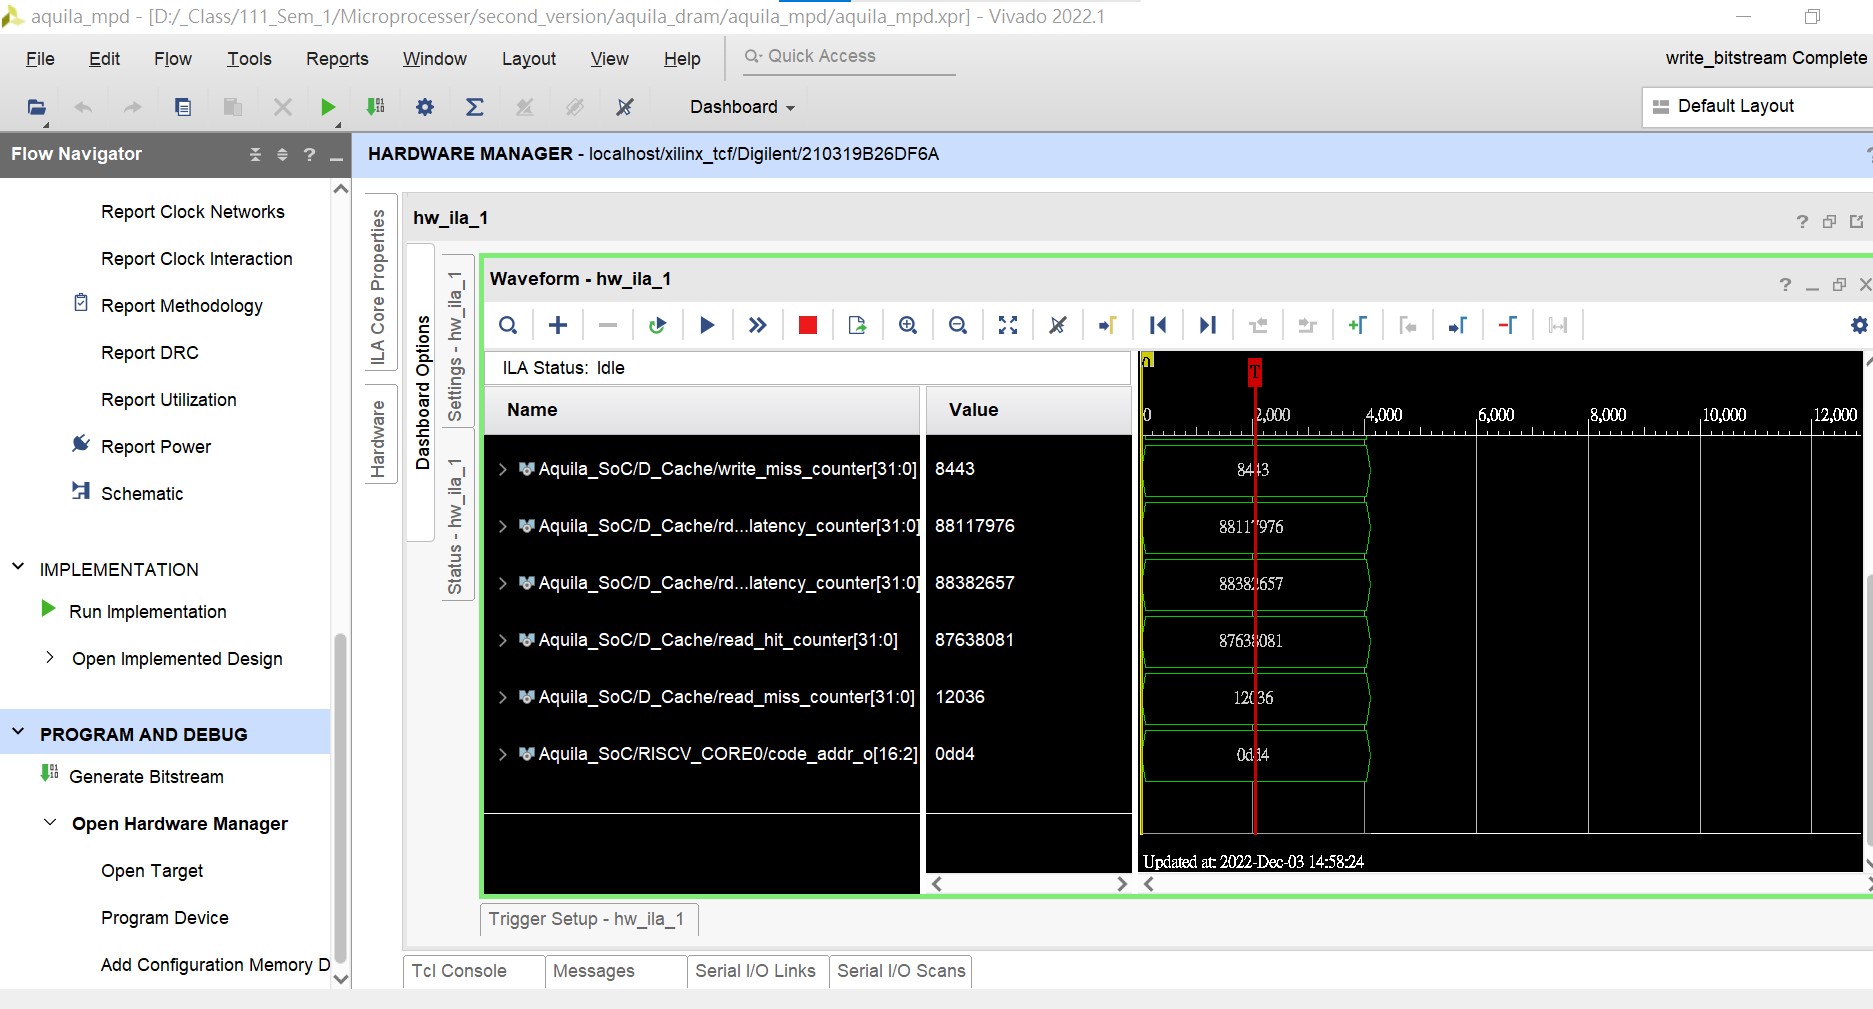 aquila_mpd - [D:/_Class/111_Sem_1/Microprocesser/second_version/aquila_dram/aquila_mpd/aquila_mpd.xpr] - Vivado 2022.1
File Edit Flow Tools Reports Window Layout View Help Quick Access write_bitstream Complete
Dashboard Default Layout
Flow Navigator ? HARDWARE MANAGER - localhost/xilinx_tcf/Digilent/210319B26DF6A
Report Clock Networks
Report Clock Interaction
Report Methodology
Report DRC
Report Utilization
Report Power
Schematic
IMPLEMENTATION
Run Implementation
Open Implemented Design
PROGRAM AND DEBUG
Generate Bitstream
Open Hardware Manager
Open Target
Program Device
Add Configuration Memory D
ILA Core Properties
Hardware
Dashboard Options
Settings - hw_ila_1
Status - hw_ila_1
hw_ila_1 ?
Waveform - hw_ila_1 ?
ILA Status: Idle
Name Value
T
0 2,000 4,000 6,000 8,000 10,000 12,000
Aquila_SoC/D_Cache/write_miss_counter[31:0] 8443 8443
Aquila_SoC/D_Cache/rd...latency_counter[31:0] 88117976 88117976
Aquila_SoC/D_Cache/rd...latency_counter[31:0] 88382657 88382657
Aquila_SoC/D_Cache/read_hit_counter[31:0] 87638081 87638081
Aquila_SoC/D_Cache/read_miss_counter[31:0] 12036 12036
Aquila_SoC/RISCV_CORE0/code_addr_o[16:2] 0dd4 0dd4
Updated at: 2022-Dec-03 14:58:24
Trigger Setup - hw_ila_1
Tcl Console Messages Serial I/O Links Serial I/O Scans